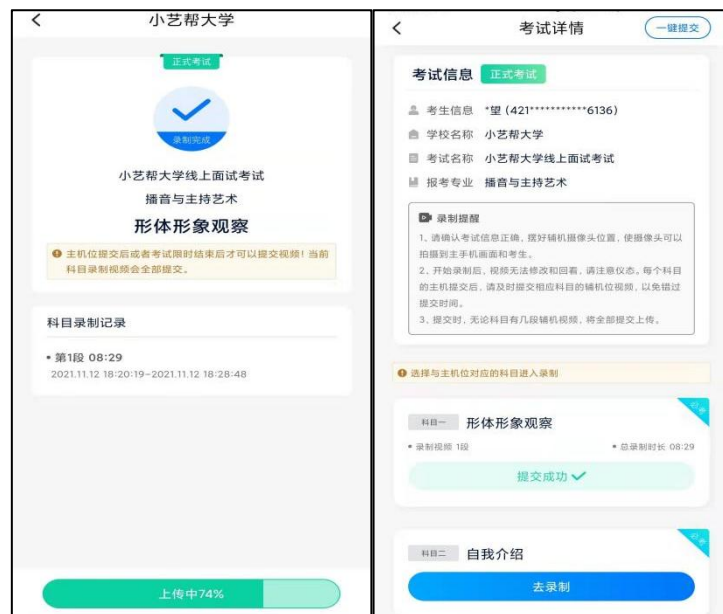 小艺帮大学
正式考试
录制完成
小艺帮大学线上面试考试
播音与主持艺术
形体形象观察
主机位提交后或者考试限时结束后才可以提交视频！当前
科目录制视频会全部提交。
科目录制记录
• 第1段 08:29
2021.11.12 18:20:19~2021.11.12 18:28:48
上传中74%
考试详情
一键提交
考试信息 正式考试
考生信息 *望 (421***********6136)
学校名称 小艺帮大学
考试名称 小艺帮大学线上面试考试
报考专业 播音与主持艺术
录制提醒
1、请确认考试信息正确，摆好辅机摄像头位置，使摄像头可以
拍摄到主手机画面和考生。
2、开始录制后，视频无法修改和回看，请注意仪态。每个科目
的主机提交后，请及时提交相应科目的辅机位视频，以免错过
提交时间。
3、提交时，无论科目有几段辅机视频，将全部提交上传。
选择与主机位对应的科目进入录制
科目一 形体形象观察
必考
• 录制视频 1段 • 总录制时长 08:29
提交成功
科目二 自我介绍
必考
去录制